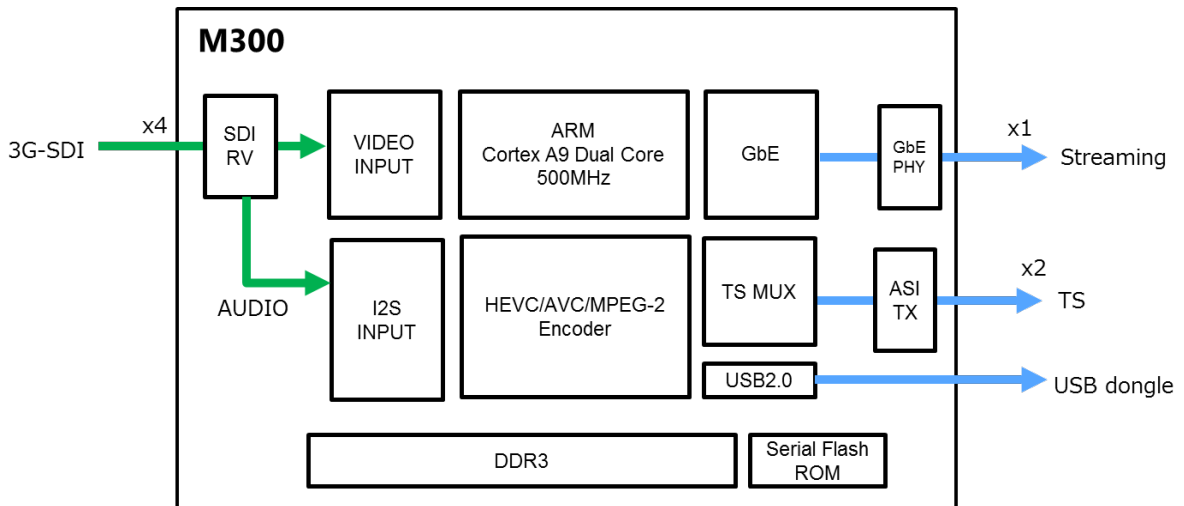 M300
3G-SDI
x4
SDI
RV
VIDEO
INPUT
ARM
Cortex A9 Dual Core
500MHz
GbE
GbE
PHY
x1
Streaming
AUDIO
I2S
INPUT
HEVC/AVC/MPEG-2
Encoder
TS MUX
ASI
TX
x2
TS
USB2.0
USB dongle
DDR3
Serial Flash
ROM